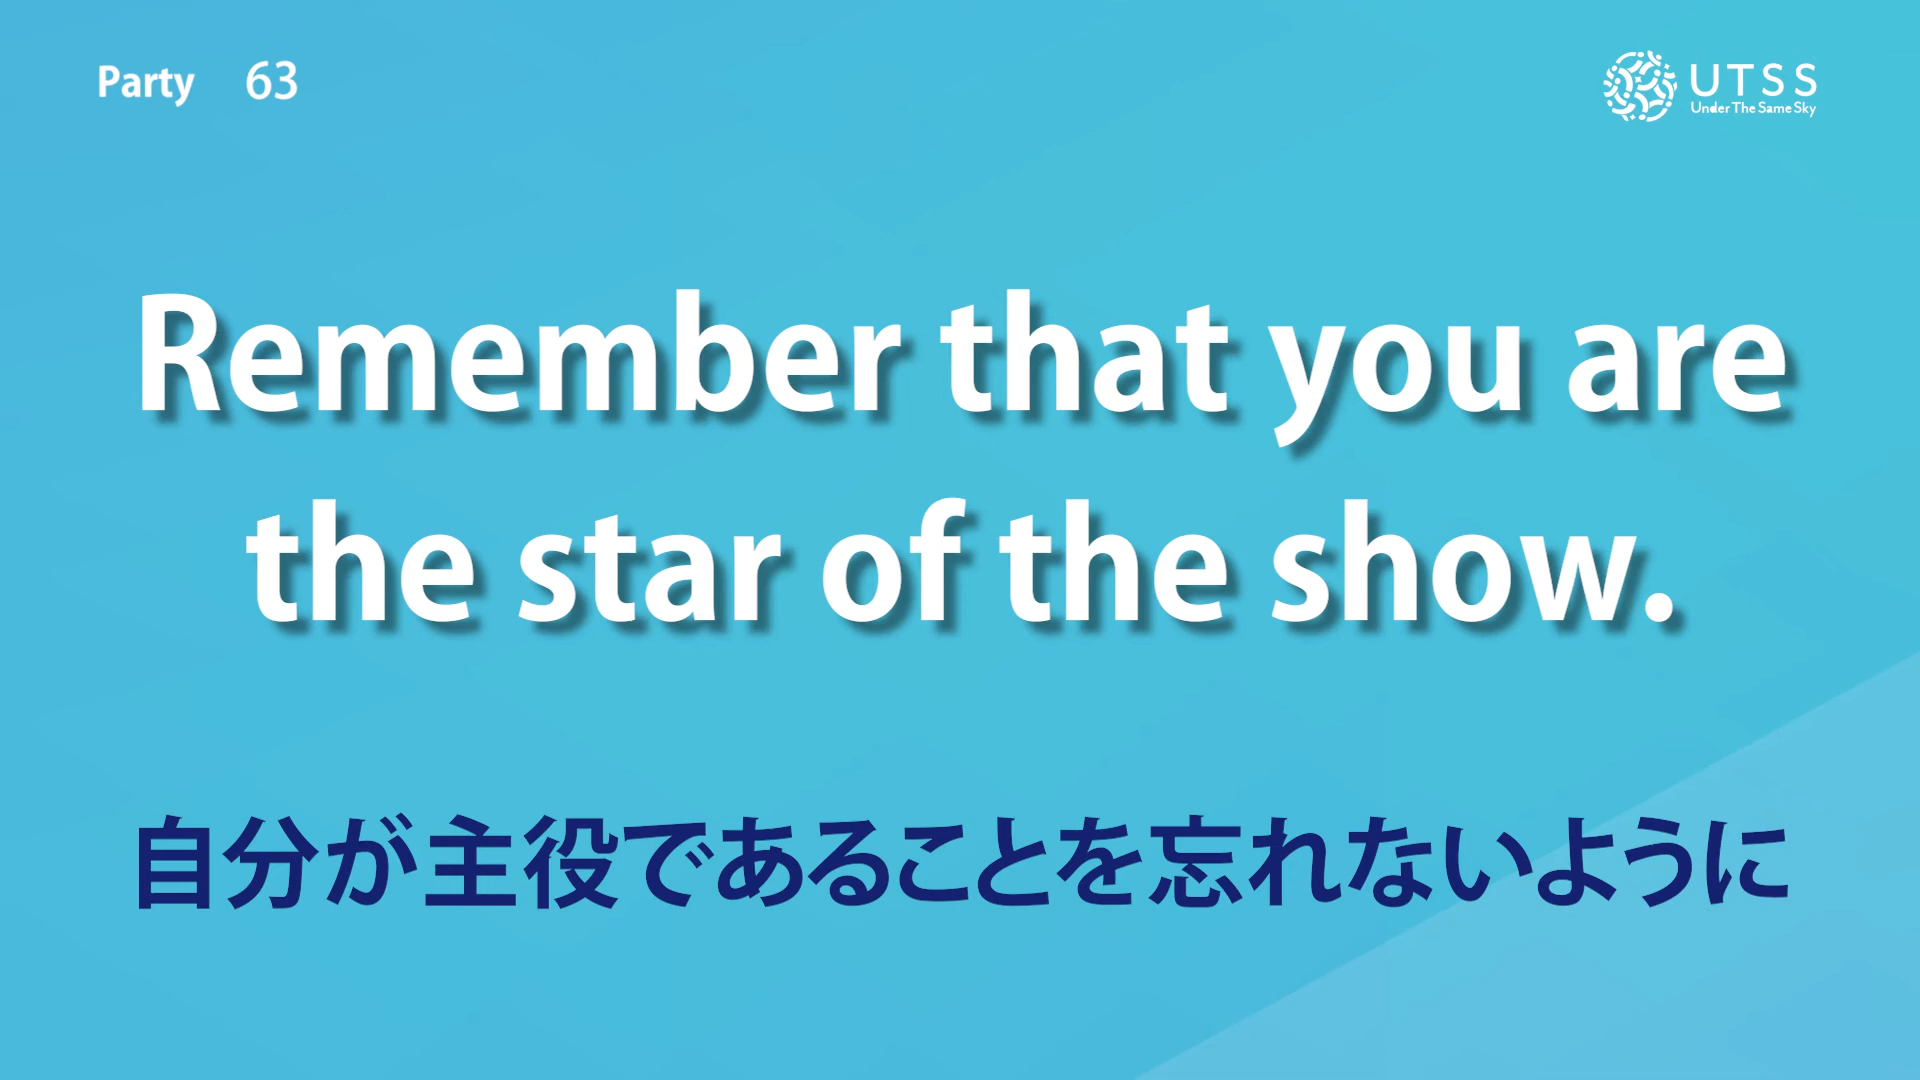 Party 63
UTSS
Under The Same Sky
Remember that you are
the star of the show.
自分が主役であることを忘れないように